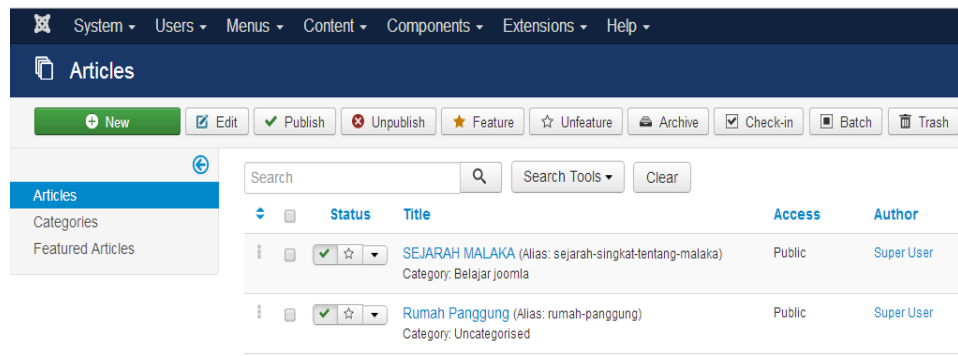 System Users Menus Content Components Extensions Help
Articles
New Edit Publish Unpublish Feature Unfeature Archive Check-in Batch Trash
Search Search Tools Clear
Articles
Categories
Featured Articles
Status Title Access Author
SEJARAH MALAKA (Alias: sejarah-singkat-tentang-malaka) Public Super User
Category: Belajar joomla
Rumah Panggung (Alias: rumah-panggung) Public Super User
Category: Uncategorised